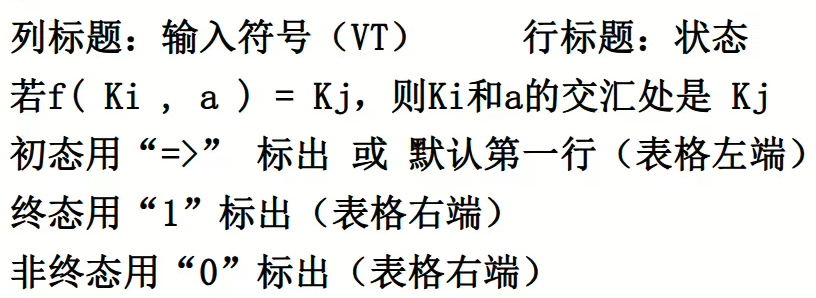 列标题：输入符号（VT） 行标题：状态
若f( Ki , a ) = Kj，则Ki和a的交汇处是 Kj
初态用“=>” 标出 或 默认第一行（表格左端）
终态用“1”标出（表格右端）
非终态用“0”标出（表格右端）